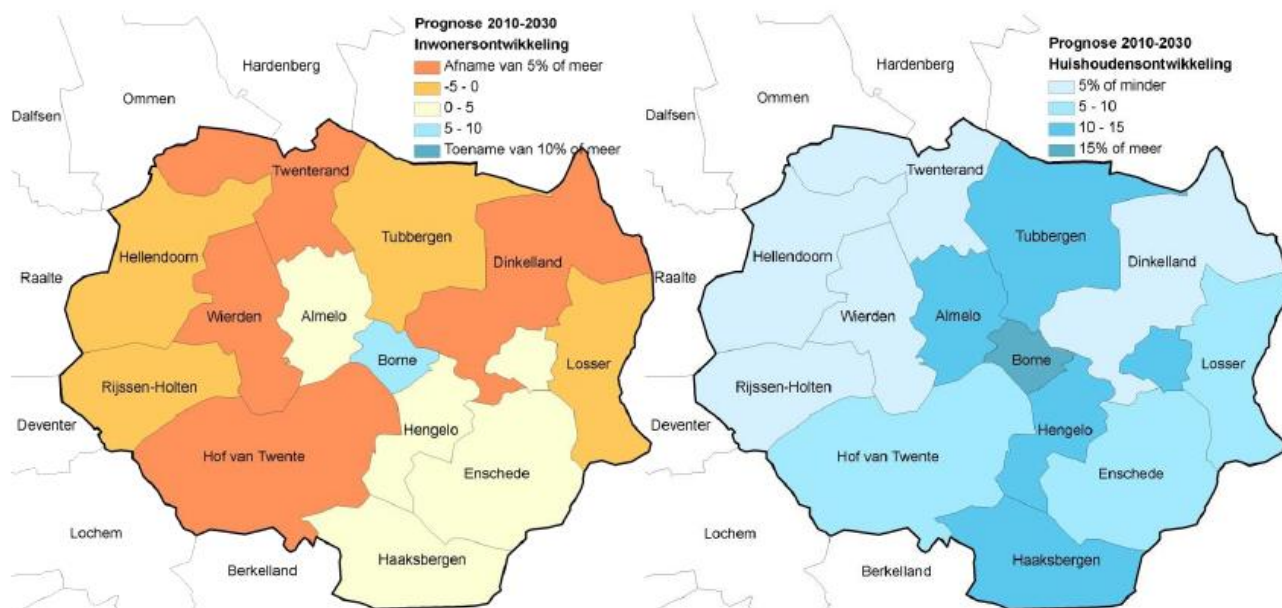 Prognose 2010-2030
Inwonersontwikkeling
Afname van 5% of meer
-5 - 0
0 - 5
5 - 10
Toename van 10% of meer
Hardenberg
Ommen
Dalfsen
Twenterand
Tubbergen
Hellendoorn
Dinkelland
Raalte
Wierden
Almelo
Borne
Losser
Rijssen-Holten
Deventer
Hengelo
Hof van Twente
Enschede
Lochem
Haaksbergen
Berkelland
Prognose 2010-2030
Huishoudensontwikkeling
5% of minder
5 - 10
10 - 15
15% of meer
Hardenberg
Ommen
Dalfsen
Twenterand
Tubbergen
Hellendoorn
Dinkelland
Raalte
Wierden
Almelo
Borne
Losser
Rijssen-Holten
Deventer
Hengelo
Hof van Twente
Enschede
Lochem
Haaksbergen
Berkelland